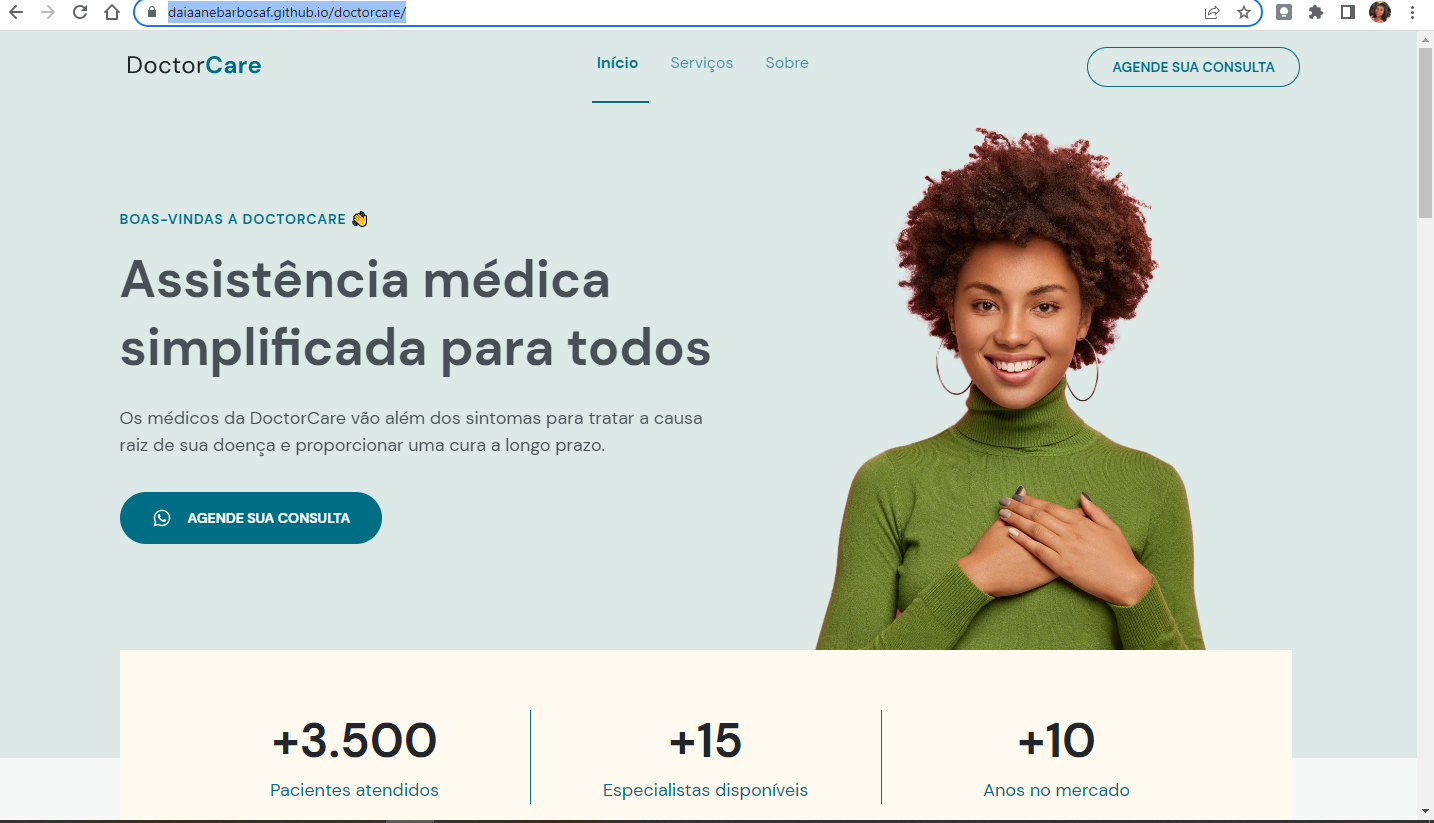 daiaanebarbosaf.github.io/doctorcare/
DoctorCare
Início
Serviços
Sobre
AGENDE SUA CONSULTA
BOAS-VINDAS A DOCTORCARE 👋
Assistência médica
simplificada para todos
Os médicos da DoctorCare vão além dos sintomas para tratar a causa
raiz de sua doença e proporcionar uma cura a longo prazo.
AGENDE SUA CONSULTA
+3.500
Pacientes atendidos
+15
Especialistas disponíveis
+10
Anos no mercado